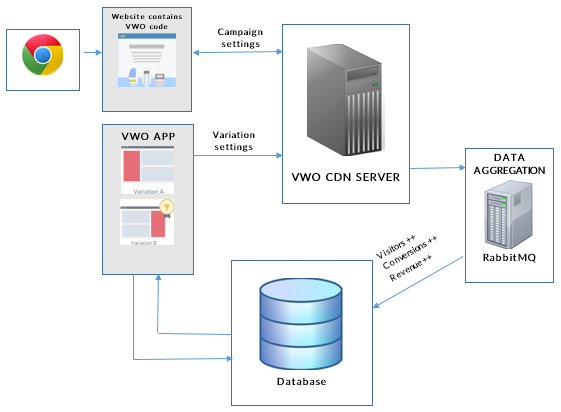 Website contains
VWO code
Campaign
settings
VWO APP
Variation A
Variation B
Variation
settings
VWO CDN SERVER
DATA
AGGREGATION
RabbitMQ
Visitors++
Conversions++
Revenue++
Database